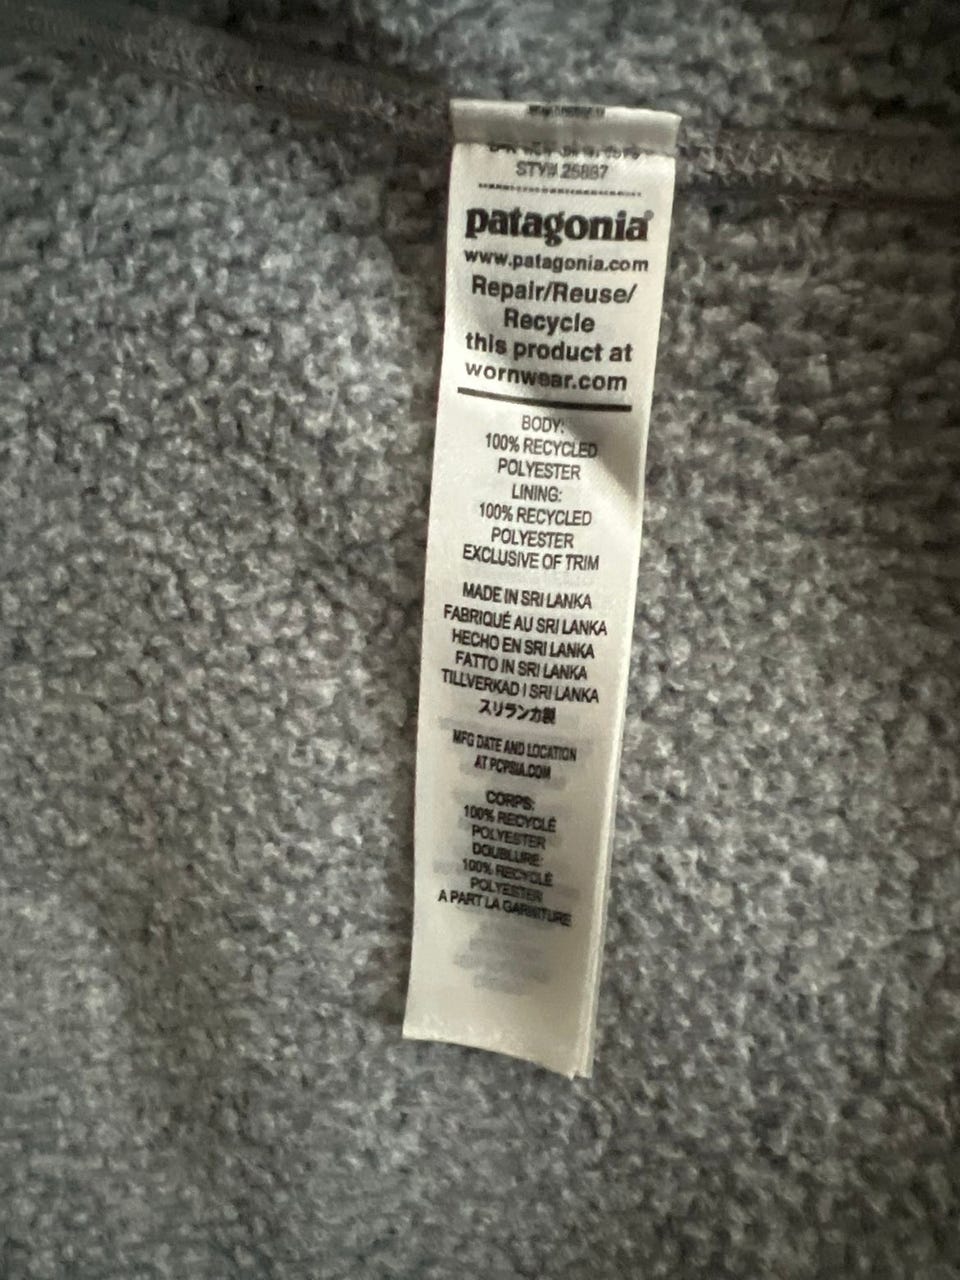 STY# 25887
patagonia®
www.patagonia.com
Repair/Reuse/
Recycle
this product at
wornwear.com
BODY:
100% RECYCLED
POLYESTER
LINING:
100% RECYCLED
POLYESTER
EXCLUSIVE OF TRIM
MADE IN SRI LANKA
FABRIQUÉ AU SRI LANKA
HECHO EN SRI LANKA
FATTO IN SRI LANKA
TILLVERKAD I SRI LANKA
スリランカ製
MFG DATE AND LOCATION
AT PCPSIA.COM
CORPS:
100% RECYCLÉ
POLYESTER
DOUBLURE:
100% RECYCLÉ
POLYESTER
A PART LA GARNITURE